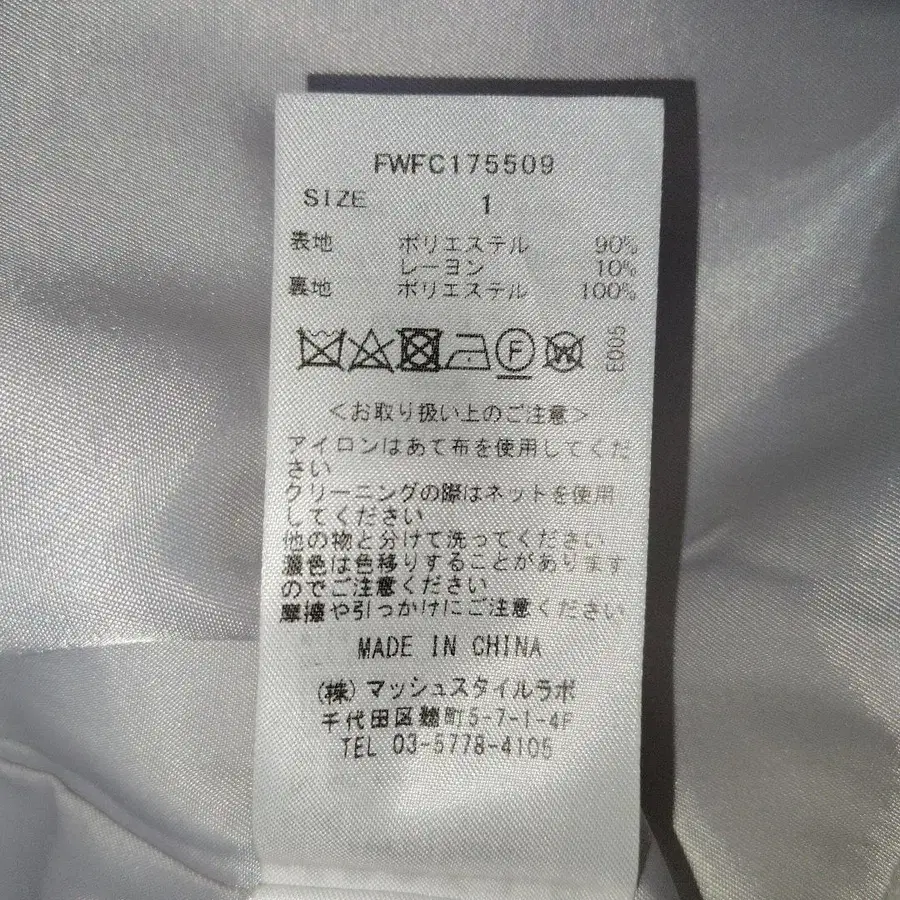 FWFC175509
SIZE 1
表地 ポリエステル 90%
レーヨン 10%
裏地 ポリエステル 100%
F W E005
＜お取り扱い上のご注意＞
アイロンはあて布を使用してくだ
さい
クリーニングの際はネットを使用
してください
他の物と分けて洗ってください
濃色は色移りすることがあります
のでご注意ください
摩擦や引っかけにご注意ください
MADE IN CHINA
(株)マッシュスタイルラボ
千代田区麹町5-7-1-4F
TEL 03-5778-4105